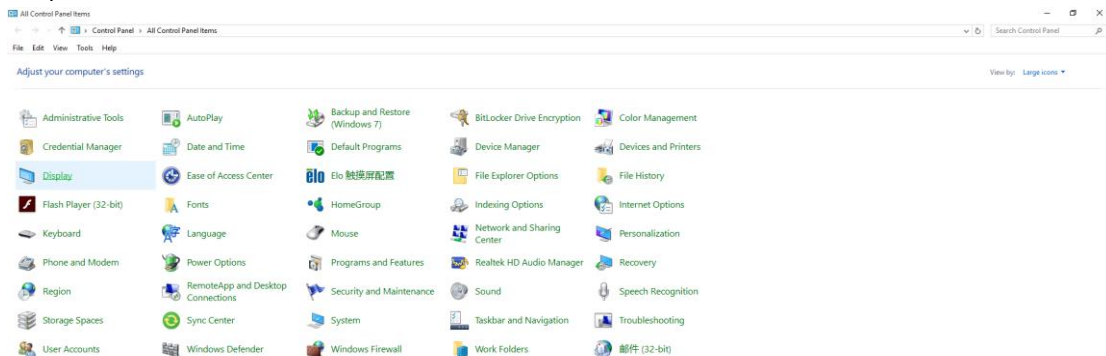 All Control Panel Items
Control Panel › All Control Panel Items
Search Control Panel
File Edit View Tools Help
Adjust your computer's settings
View by: Large icons
Administrative Tools
AutoPlay
Backup and Restore
(Windows 7)
BitLocker Drive Encryption
Color Management
Credential Manager
Date and Time
Default Programs
Device Manager
Devices and Printers
Display
Ease of Access Center
elo
Elo 触摸屏配置
File Explorer Options
File History
Flash Player (32-bit)
Fonts
HomeGroup
Indexing Options
Internet Options
Keyboard
Language
Mouse
Network and Sharing
Center
Personalization
Phone and Modem
Power Options
Programs and Features
Realtek HD Audio Manager
Recovery
Region
RemoteApp and Desktop
Connections
Security and Maintenance
Sound
Speech Recognition
Storage Spaces
Sync Center
System
Taskbar and Navigation
Troubleshooting
User Accounts
Windows Defender
Windows Firewall
Work Folders
邮件 (32-bit)